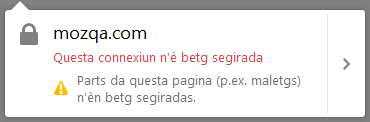 mozqa.com
Questa connexiun n'è betg segirada
Parts da questa pagina (p.ex. maletgs)
n'èn betg segiradas.